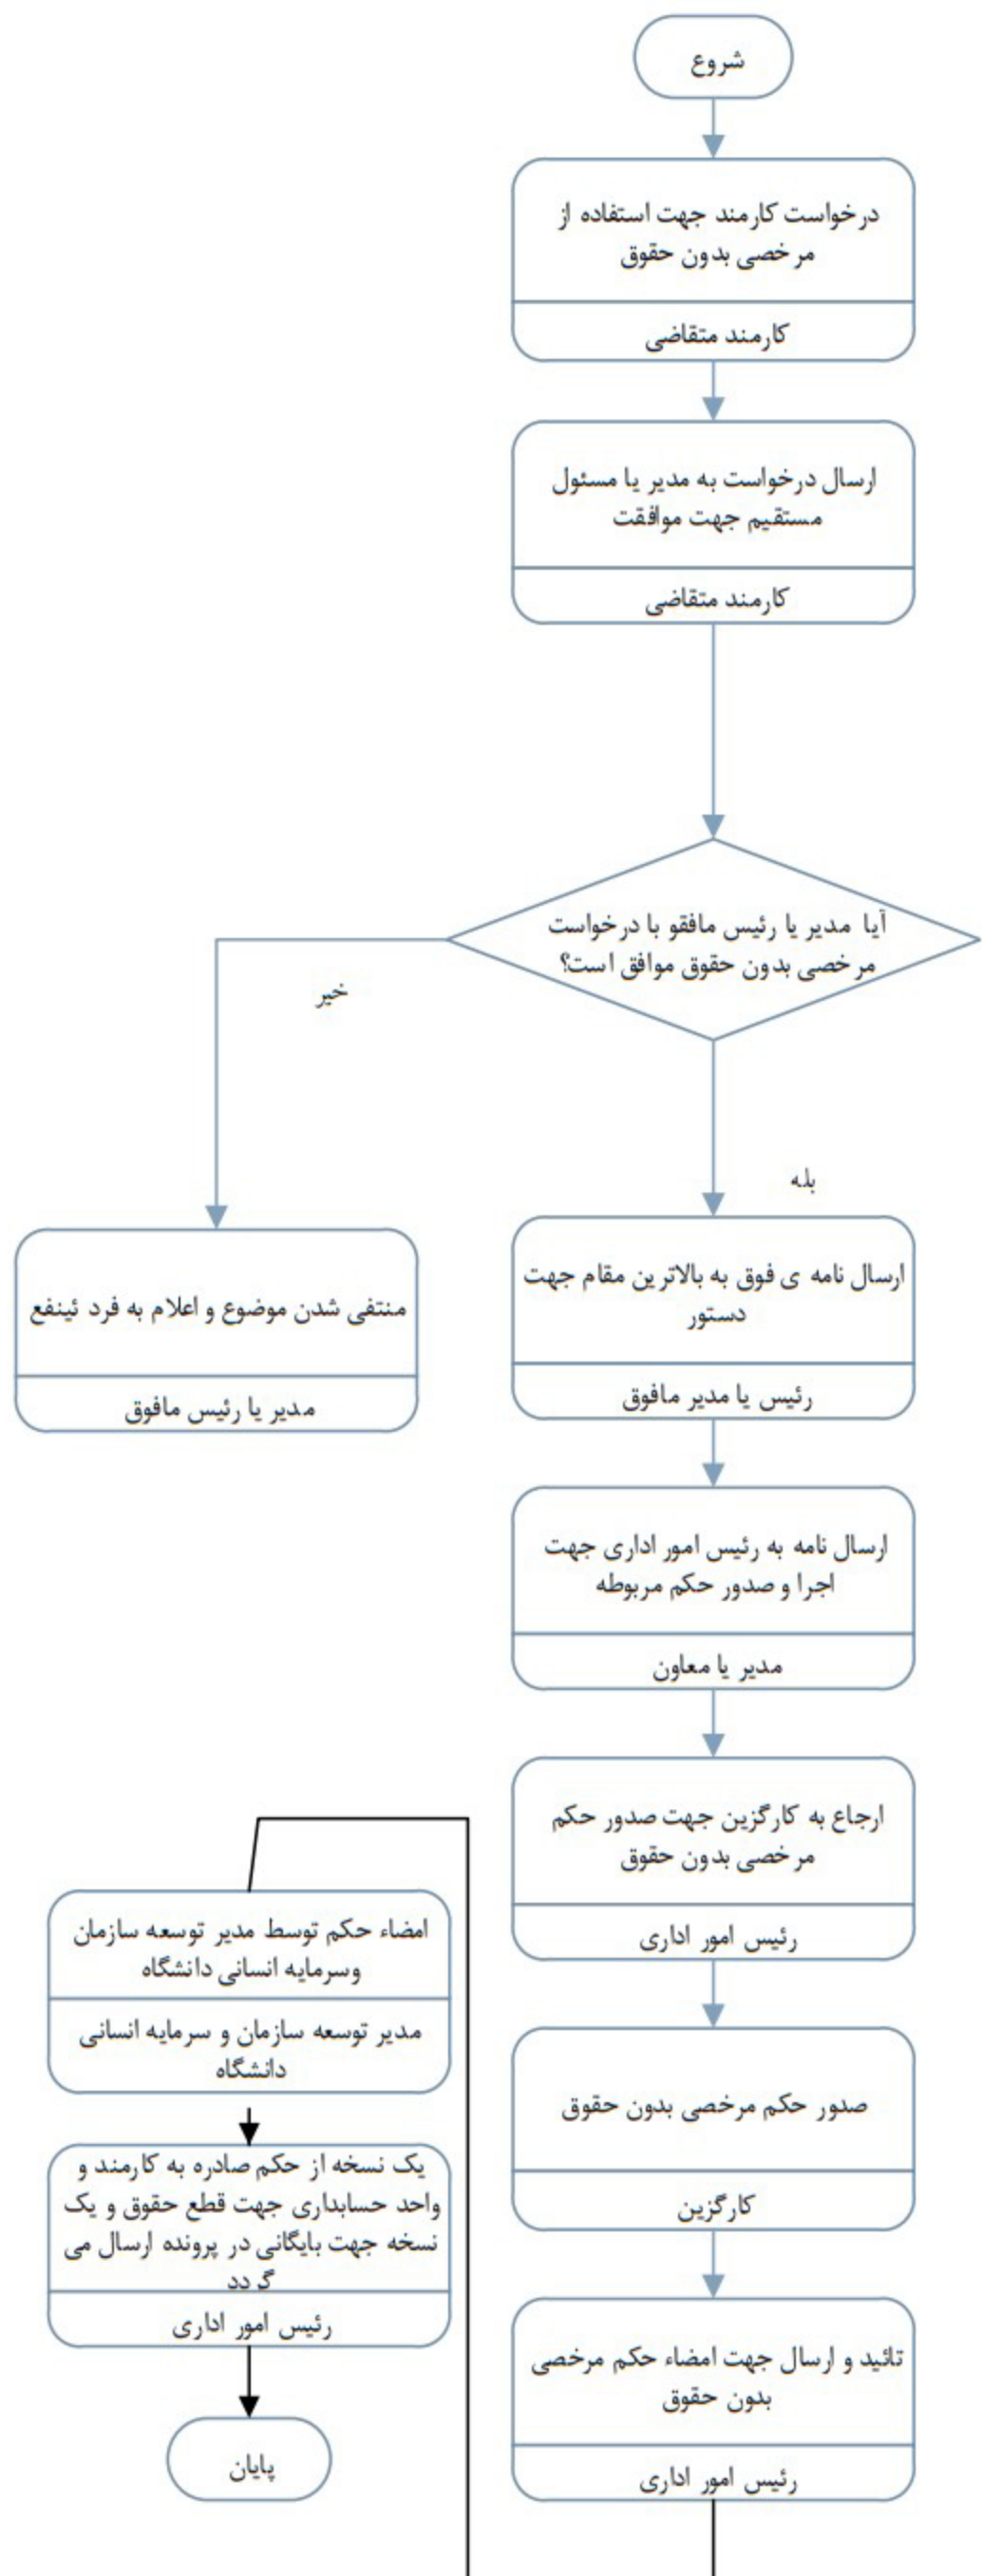 شروع
درخواست کارمند جهت استفاده از
مرخصی بدون حقوق
کارمند متقاضی
ارسال درخواست به مدیر یا مسئول
مستقیم جهت موافقت
کارمند متقاضی
آیا مدیر یا رئیس مافقو با درخواست
مرخصی بدون حقوق موافق است؟
خیر
بله
منتفی شدن موضوع و اعلام به فرد ئینفع
مدیر یا رئیس مافوق
ارسال نامه ی فوق به بالاترین مقام جهت
دستور
رئیس یا مدیر مافوق
ارسال نامه به رئیس امور اداری جهت
اجرا و صدور حکم مربوطه
مدیر یا معاون
ارجاع به کارگزین جهت صدور حکم
مرخصی بدون حقوق
رئیس امور اداری
صدور حکم مرخصی بدون حقوق
کارگزین
تائید و ارسال جهت امضاء حکم مرخصی
بدون حقوق
رئیس امور اداری
امضاء حکم توسط مدیر توسعه سازمان
وسرمایه انسانی دانشگاه
مدیر توسعه سازمان و سرمایه انسانی
دانشگاه
یک نسخه از حکم صادره به کارمند و
واحد حسابداری جهت قطع حقوق و یک
نسخه جهت بایگانی در پرونده ارسال می
گردد
رئیس امور اداری
پایان